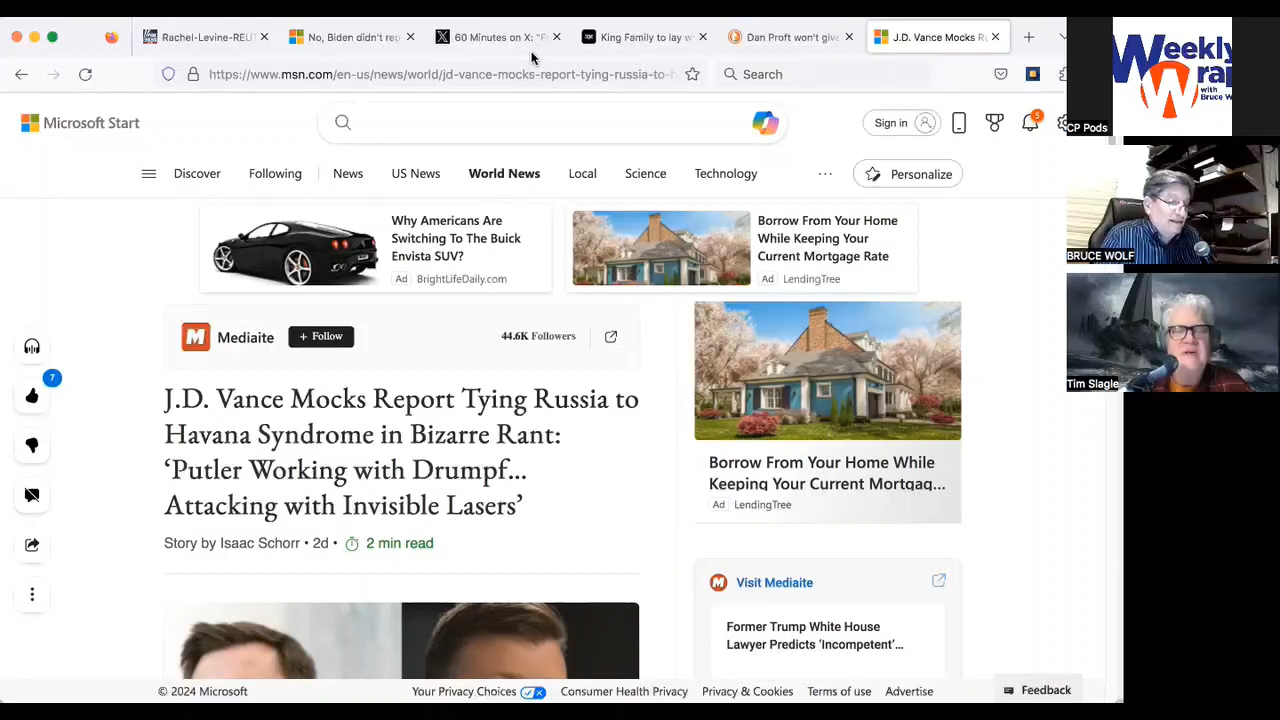 Rachel-Levine-REUT
No, Biden didn't rep
60 Minutes on X: "F
King Family to lay w
Dan Proft won't give
J.D. Vance Mocks Re
https://www.msn.com/en-us/news/world/jd-vance-mocks-report-tying-russia-to-h
Search
Microsoft Start
Sign in
5
Discover
Following
News
US News
World News
Local
Science
Technology
Personalize
Why Americans Are
Switching To The Buick
Envista SUV?
Ad BrightLifeDaily.com
Borrow From Your Home
While Keeping Your
Current Mortgage Rate
Ad LendingTree
Mediaite
+ Follow
44.6K Followers
7
J.D. Vance Mocks Report Tying Russia to
Havana Syndrome in Bizarre Rant:
‘Putler Working with Drumpf...
Attacking with Invisible Lasers’
Story by Isaac Schorr • 2d • 2 min read
Borrow From Your Home While
Keeping Your Current Mortgag...
Ad LendingTree
Visit Mediaite
Former Trump White House
Lawyer Predicts ‘Incompetent’...
© 2024 Microsoft
Your Privacy Choices
Consumer Health Privacy
Privacy & Cookies
Terms of use
Advertise
Feedback
Weekly
with
CP Pods
BRUCE WOLF
Tim Slagle